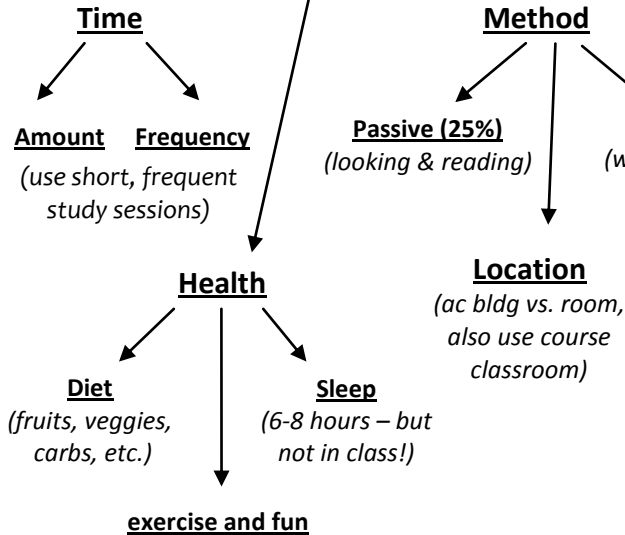 Time
Method
Amount Frequency
(use short, frequent
study sessions)
Passive (25%)
(looking & reading)
Health
Location
(ac bldg vs. room,
also use course
classroom)
Diet
(fruits, veggies,
carbs, etc.)
Sleep
(6-8 hours – but
not in class!)
exercise and fun